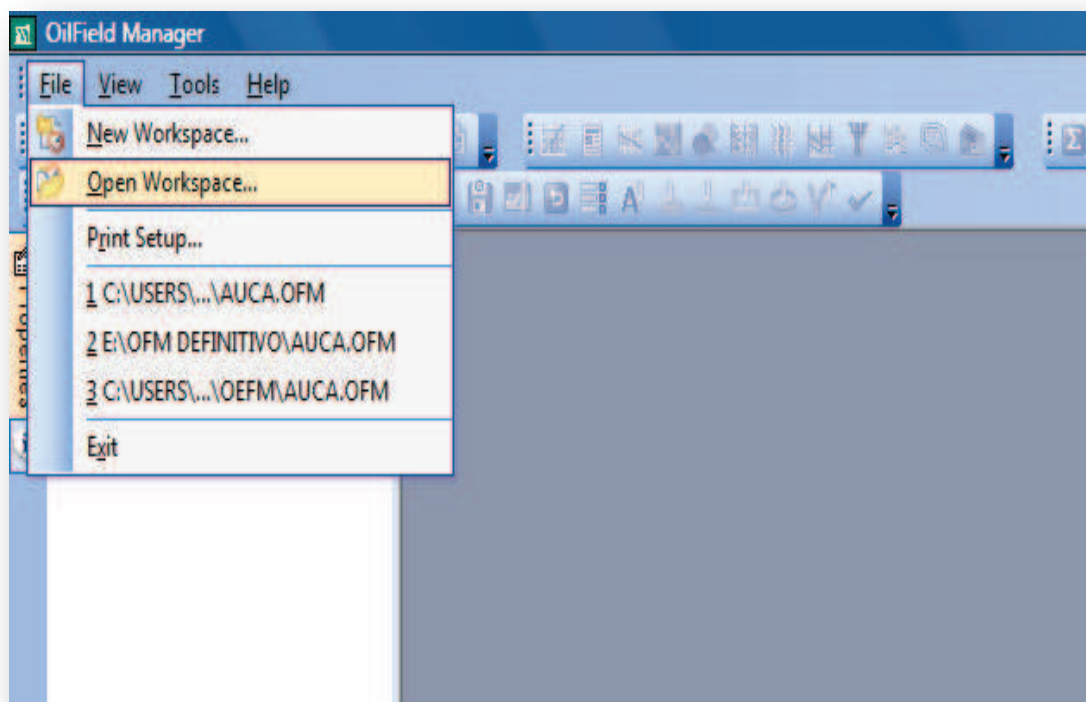 OilField Manager
File View Tools Help
New Workspace...
Open Workspace...
Print Setup...
1 C:\USERS\...\AUCA.OFM
2 E:\OFM DEFINITIVO\AUCA.OFM
3 C:\USERS\...\OEFM\AUCA.OFM
Exit